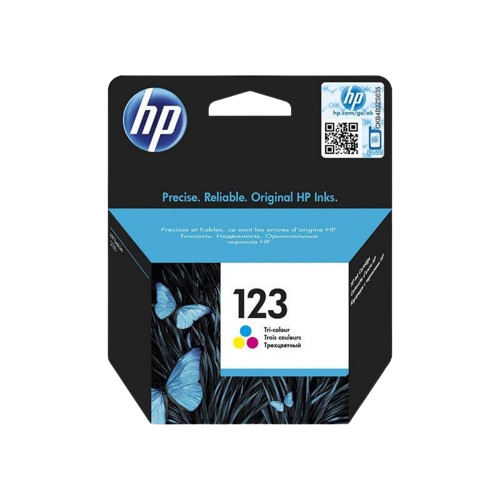 hp
hp
hp.com/go/ok
Precise. Reliable. Original HP Inks.
Précises et fiables, ce sont les encres d'origine HP.
Точность. Надёжность. Оригинальные
чернила HP.
123
Tri-colour
Trois couleurs
Трехцветный